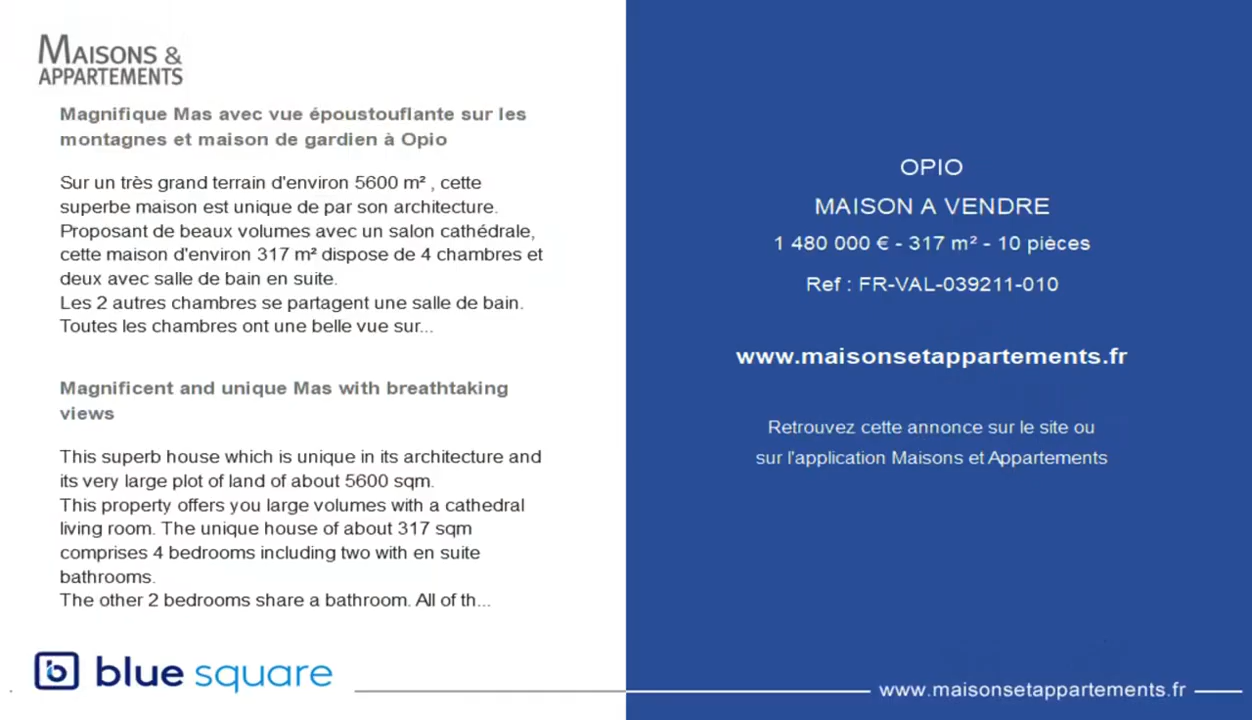 MAISONS &
APPARTEMENTS
Magnifique Mas avec vue époustouflante sur les
montagnes et maison de gardien à Opio
Sur un très grand terrain d'environ 5600 m² , cette
superbe maison est unique de par son architecture.
Proposant de beaux volumes avec un salon cathédrale,
cette maison d'environ 317 m² dispose de 4 chambres et
deux avec salle de bain en suite.
Les 2 autres chambres se partagent une salle de bain.
Toutes les chambres ont une belle vue sur...
Magnificent and unique Mas with breathtaking
views
This superb house which is unique in its architecture and
its very large plot of land of about 5600 sqm.
This property offers you large volumes with a cathedral
living room. The unique house of about 317 sqm
comprises 4 bedrooms including two with en suite
bathrooms.
The other 2 bedrooms share a bathroom. All of th...
b blue square
OPIO
MAISON A VENDRE
1 480 000 € - 317 m² - 10 pièces
Ref : FR-VAL-039211-010
www.maisonsetappartements.fr
Retrouvez cette annonce sur le site ou
sur l'application Maisons et Appartements
www.maisonsetappartements.fr